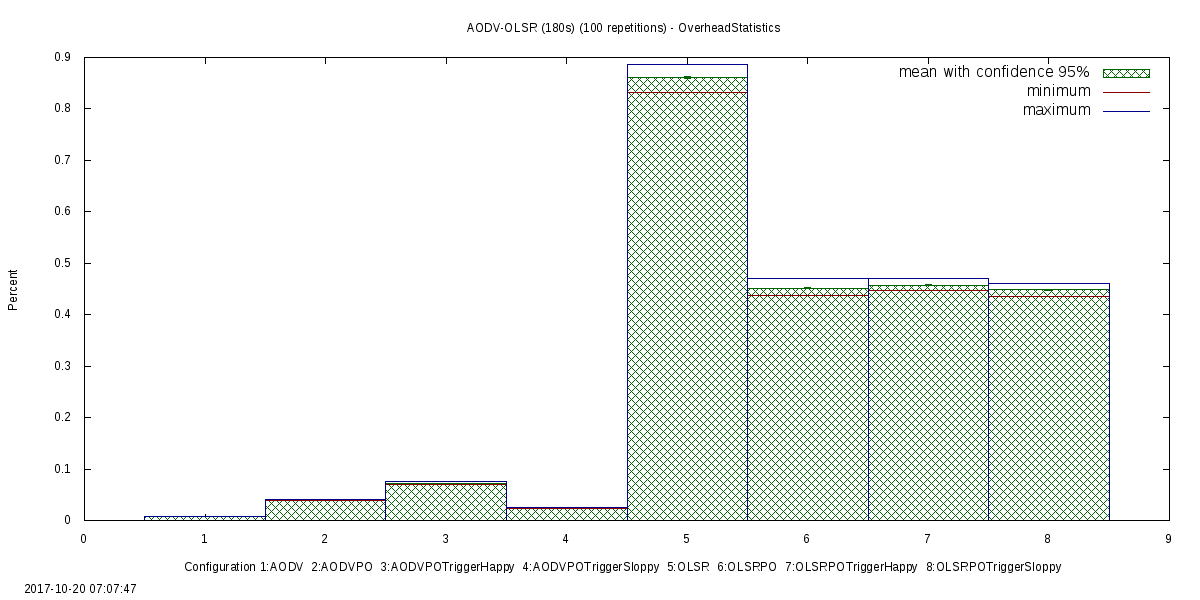 AODV-OLSR (180s) (100 repetitions) - OverheadStatistics
0.9
mean with confidence 95%
minimum
maximum
0.8
0.7
0.6
0.5
Percent
0.4
0.3
0.2
0.1
0
0 1 2 3 4 5 6 7 8 9
Configuration 1:AODV 2:AODVPO 3:AODVPOTriggerHappy 4:AODVPOTriggerSloppy 5:OLSR 6:OLSRPO 7:OLSRPOTriggerHappy 8:OLSRPOTriggerSloppy
2017-10-20 07:07:47